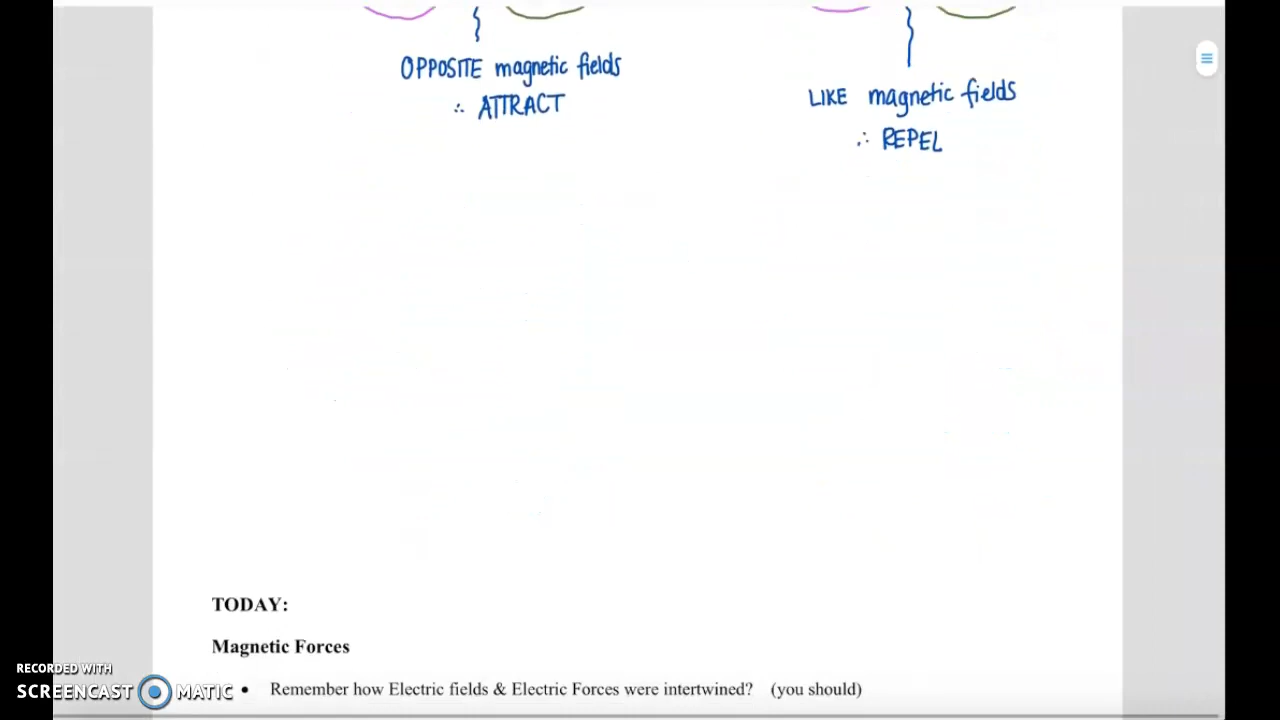 OPPOSITE magnetic fields
∴ ATTRACT
LIKE magnetic fields
∴ REPEL
TODAY:
Magnetic Forces
• Remember how Electric fields & Electric Forces were intertwined? (you should)
RECORDED WITH
SCREENCAST MATIC